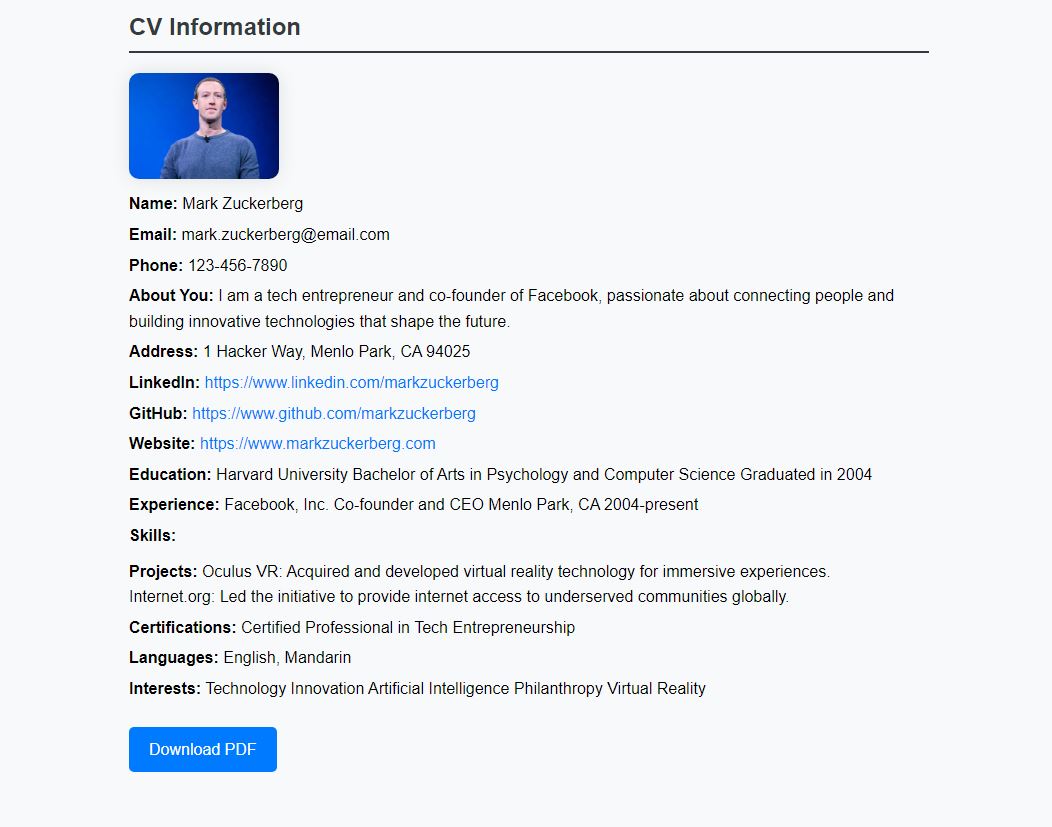 CV Information
Name: Mark Zuckerberg
Email: mark.zuckerberg@email.com
Phone: 123-456-7890
About You: I am a tech entrepreneur and co-founder of Facebook, passionate about connecting people and
building innovative technologies that shape the future.
Address: 1 Hacker Way, Menlo Park, CA 94025
LinkedIn: https://www.linkedin.com/markzuckerberg
GitHub: https://www.github.com/markzuckerberg
Website: https://www.markzuckerberg.com
Education: Harvard University Bachelor of Arts in Psychology and Computer Science Graduated in 2004
Experience: Facebook, Inc. Co-founder and CEO Menlo Park, CA 2004-present
Skills:
Projects: Oculus VR: Acquired and developed virtual reality technology for immersive experiences.
Internet.org: Led the initiative to provide internet access to underserved communities globally.
Certifications: Certified Professional in Tech Entrepreneurship
Languages: English, Mandarin
Interests: Technology Innovation Artificial Intelligence Philanthropy Virtual Reality
Download PDF